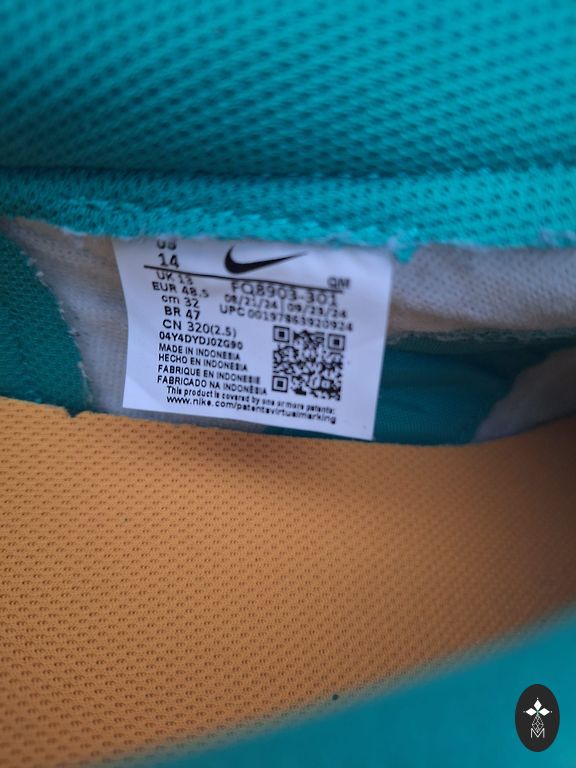 US
14
UK 13
EUR 48.5
cm 32
BR 47
CN 320(2.5)
04Y4DYDJ0ZG90
MADE IN INDONESIA
HECHO EN INDONESIA
FABRIQUE EN INDONESIE
FABRICADO NA INDONESIA
This product is covered by one or more patents:
www.nike.com/patentsvirtualmarking
QM
FQ8903-301
08/21/24 09/23/24
UPC 00197863920924
M